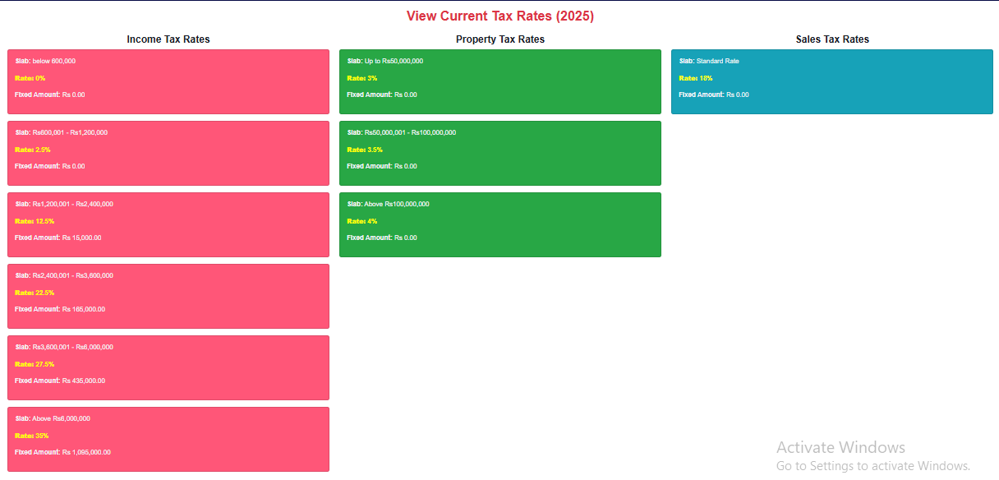 View Current Tax Rates (2025)
Income Tax Rates
Slab: below 600,000
Rate: 0%
Fixed Amount: Rs 0.00
Slab: Rs600,001 - Rs1,200,000
Rate: 2.5%
Fixed Amount: Rs 0.00
Slab: Rs1,200,001 - Rs2,400,000
Rate: 12.5%
Fixed Amount: Rs 15,000.00
Slab: Rs2,400,001 - Rs3,600,000
Rate: 22.5%
Fixed Amount: Rs 165,000.00
Slab: Rs3,600,001 - Rs6,000,000
Rate: 27.5%
Fixed Amount: Rs 435,000.00
Slab: Above Rs6,000,000
Rate: 35%
Fixed Amount: Rs 1,095,000.00
Property Tax Rates
Slab: Up to Rs50,000,000
Rate: 3%
Fixed Amount: Rs 0.00
Slab: Rs50,000,001 - Rs100,000,000
Rate: 3.5%
Fixed Amount: Rs 0.00
Slab: Above Rs100,000,000
Rate: 4%
Fixed Amount: Rs 0.00
Sales Tax Rates
Slab: Standard Rate
Rate: 18%
Fixed Amount: Rs 0.00
Activate Windows
Go to Settings to activate Windows.